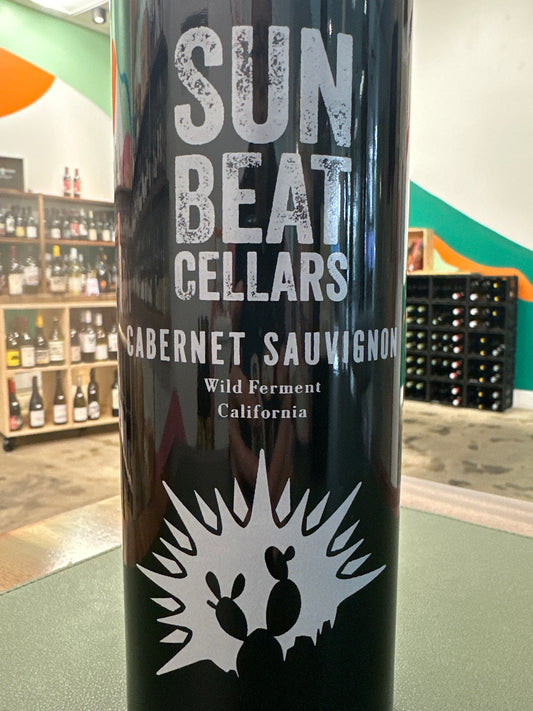 SUN
BEAT
CELLARS
CABERNET SAUVIGNON
Wild Ferment
California